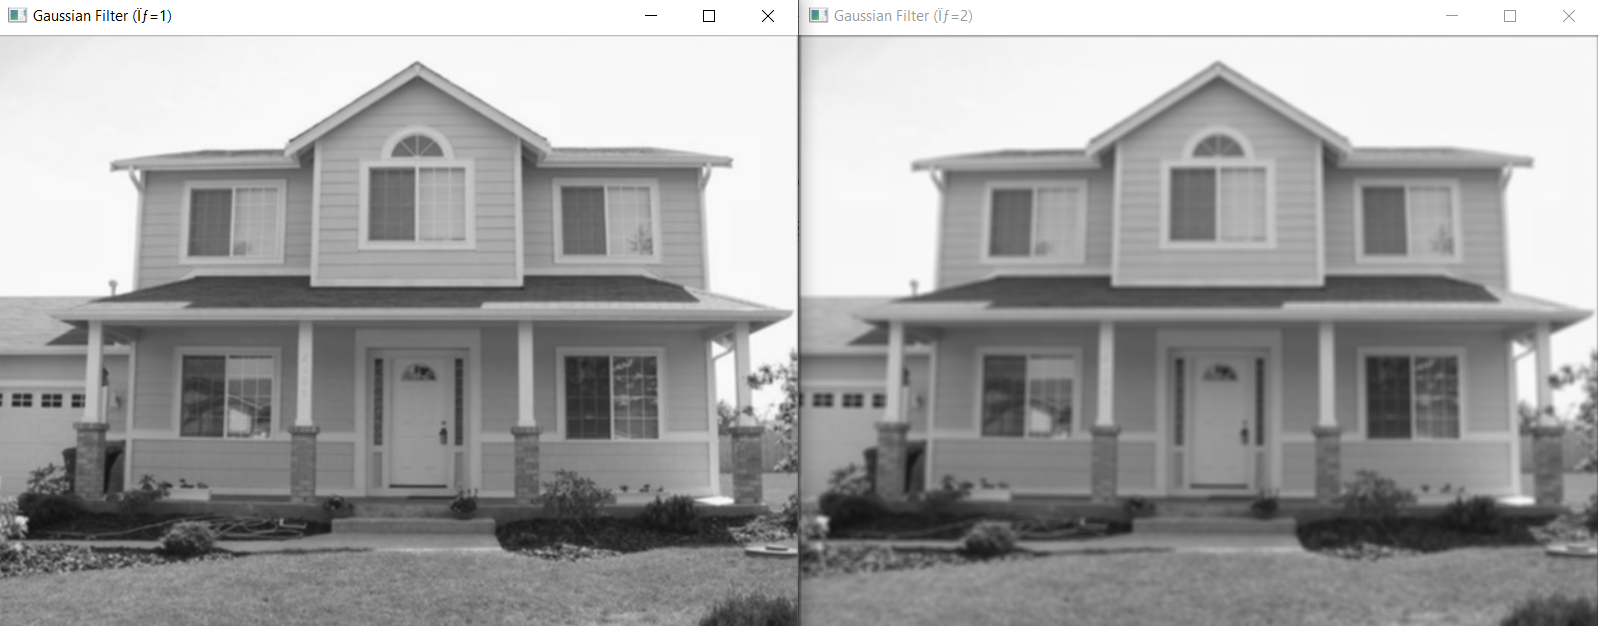 Gaussian Filter (Ïƒ=1)
Gaussian Filter (Ïƒ=2)